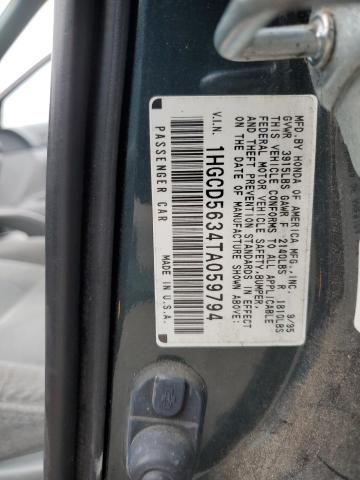 MFD. BY HONDA OF AMERICA MFG., INC. 9/95
GVWR 3915LBS GAWR F 2140LBS R 1810LBS
THIS VEHICLE CONFORMS TO ALL APPLICABLE
FEDERAL MOTOR VEHICLE SAFETY, BUMPER,
AND THEFT PREVENTION STANDARDS IN EFFECT
ON THE DATE OF MANUFACTURE SHOWN ABOVE.
V.I.N. 1HGCD5634TA059794
PASSENGER CAR MADE IN U.S.A.